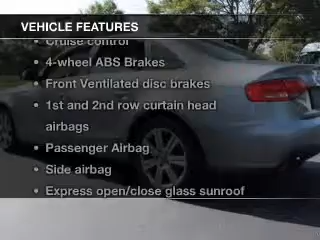 VEHICLE FEATURES
• Cruise control
• 4-wheel ABS Brakes
• Front Ventilated disc brakes
• 1st and 2nd row curtain head
airbags
• Passenger Airbag
• Side airbag
• Express open/close glass sunroof